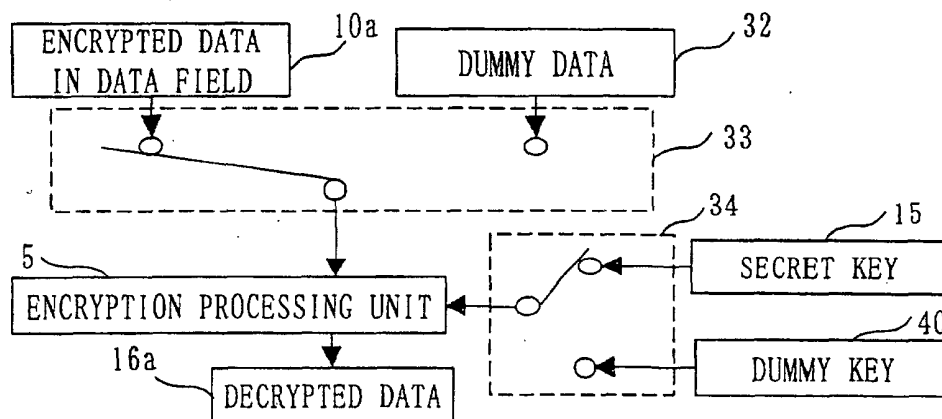 10a
32
ENCRYPTED DATA
IN DATA FIELD
DUMMY DATA
33
34
15
5
SECRET KEY
ENCRYPTION PROCESSING UNIT
40
16a
DUMMY KEY
DECRYPTED DATA